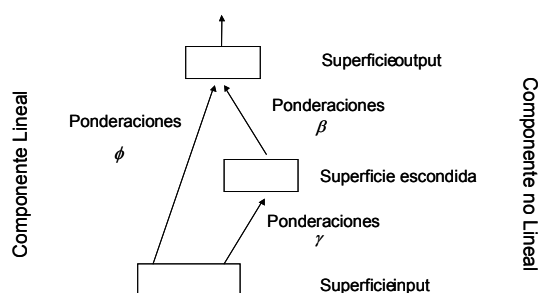 Superficieoutput
Ponderaciones
β
Ponderaciones
ϕ
Superficie escondida
Ponderaciones
γ
Superficieinput
Componente Lineal
Componente no Lineal